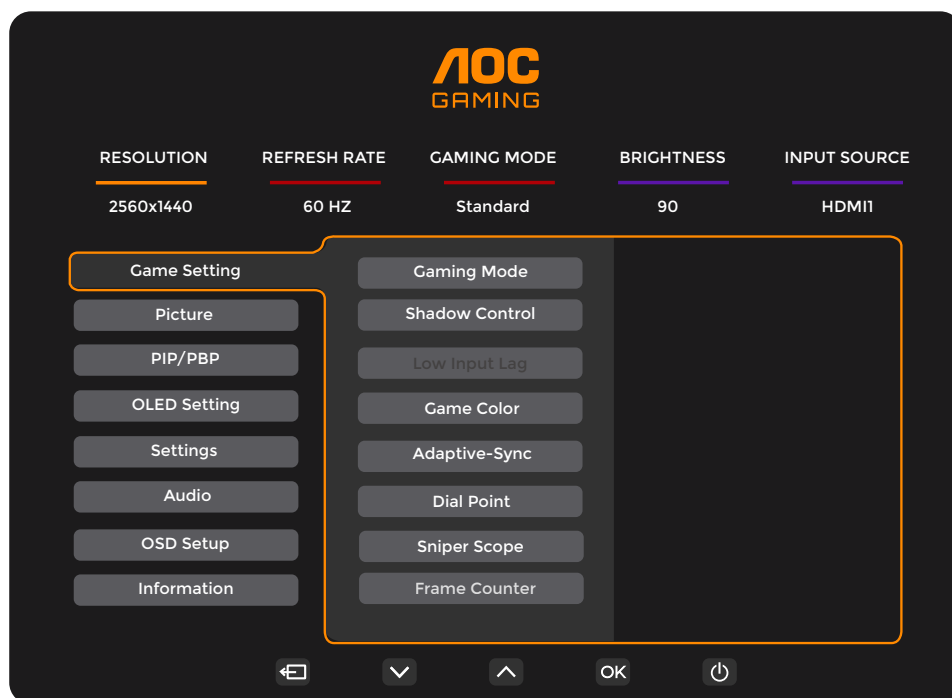 AOC
GAMING
RESOLUTION REFRESH RATE GAMING MODE BRIGHTNESS INPUT SOURCE
2560x1440 60 HZ Standard 90 HDMI1
Game Setting
Picture
PIP/PBP
OLED Setting
Settings
Audio
OSD Setup
Information
Gaming Mode
Shadow Control
Low Input Lag
Game Color
Adaptive-Sync
Dial Point
Sniper Scope
Frame Counter
OK